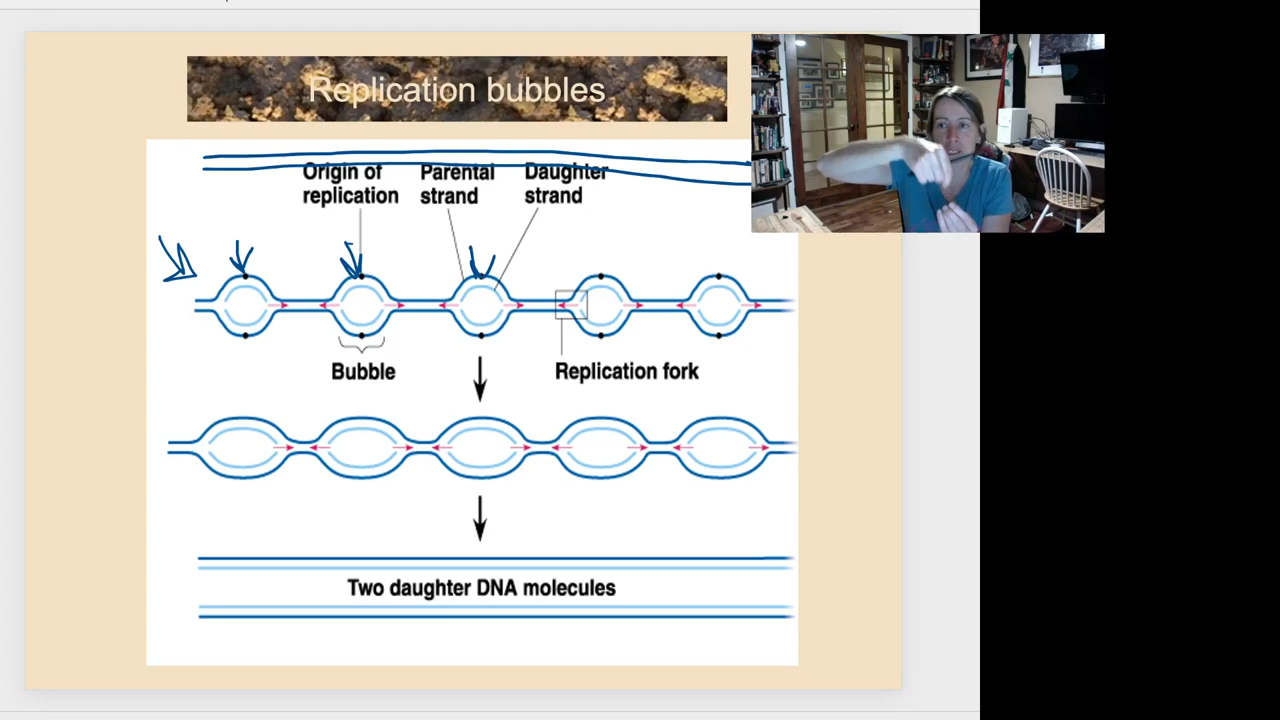 Replication bubbles
Origin of
replication
Parental
strand
Daughter
strand
Bubble
Replication fork
Two daughter DNA molecules